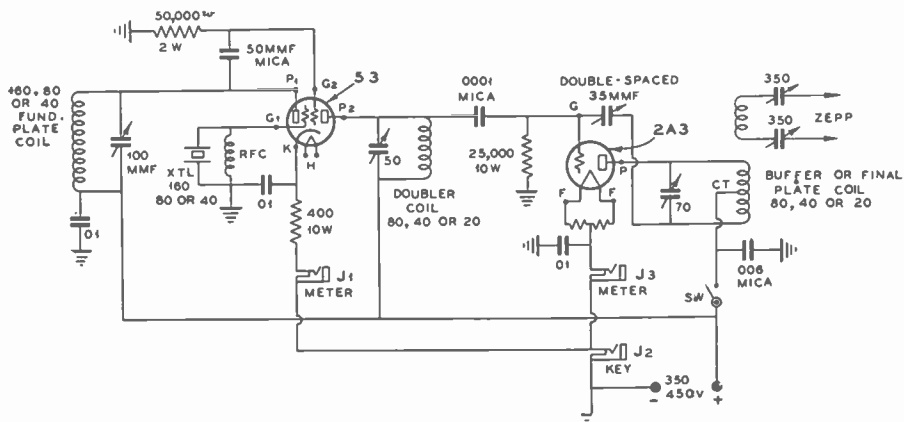 50,000 ω
2 W
50MMF
MICA
G2
53
P1
P2
G1
K
H
+60, 80
OR 40
FUND.
PLATE
COIL
100
MMF
XTL
160
80 OR 40
RFC
01
01
400
10W
J1
METER
50
DOUBLER
COIL
80, 40 OR 20
0001
MICA
25,000
10W
DOUBLE-SPACED
35MMF
G
2A3
P
F
F
01
J3
METER
J2
KEY
70
CT
350
350
ZEPP
BUFFER OR FINAL
PLATE COIL
80, 40 OR 20
006
MICA
SW
350
450V
-
+